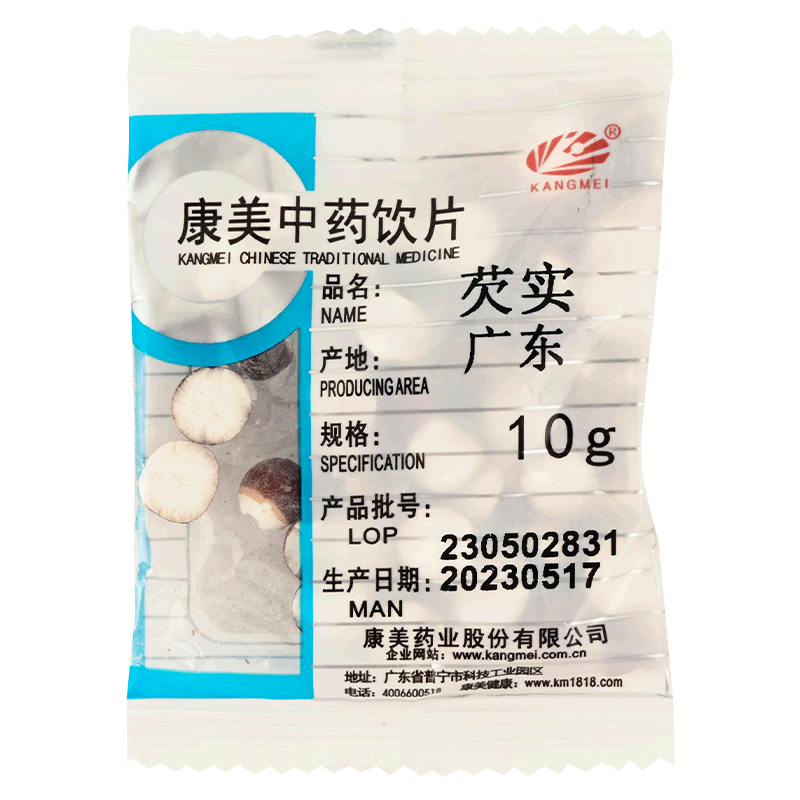 ®
KANGMEI
康美中药饮片
KANGMEI CHINESE TRADITIONAL MEDICINE
品名: 芡实
NAME
产地: 广东
PRODUCING AREA
规格: 10g
SPECIFICATION
产品批号: 230502831
LOP
生产日期: 20230517
MAN
康美药业股份有限公司
企业网站: www.kangmei.com.cn
地址: 广东省普宁市科技工业园区
电话: 4006600518 康美健康: www.km1818.com